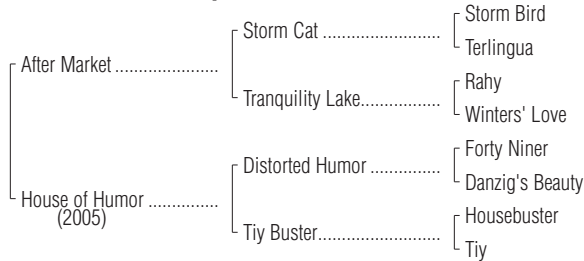 Storm Bird
Storm Cat ........................
Terlingua
After Market .....................
Rahy
Tranquility Lake................
Winters' Love
Forty Niner
Distorted Humor ..............
Danzig's Beauty
House of Humor ..............
(2005)
Housebuster
Tiy Buster.........................
Tiy